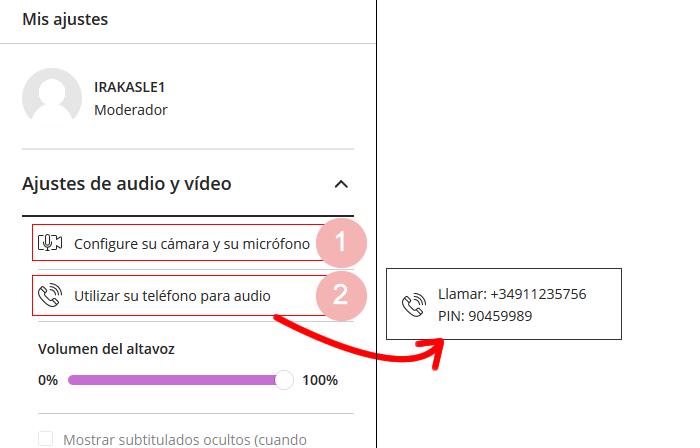 Mis ajustes
IRAKASLE1
Moderador
Ajustes de audio y vídeo
Configure su cámara y su micrófono
1
Utilizar su teléfono para audio
2
Llamar: +34911235756
PIN: 90459989
Volumen del altavoz
0%
100%
Mostrar subtitulados ocultos (cuando